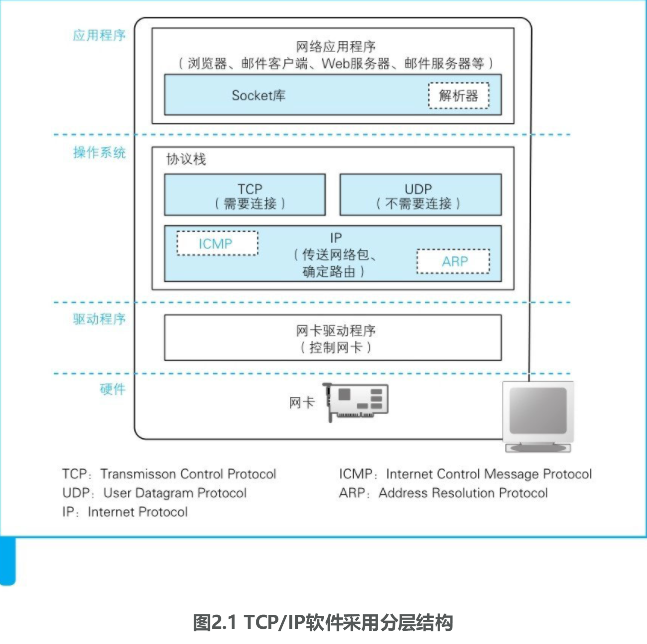 应用程序
网络应用程序
（浏览器、邮件客户端、Web服务器、邮件服务器等）
Socket库
解析器
操作系统
协议栈
TCP
（需要连接）
UDP
（不需要连接）
ICMP
IP
（传送网络包、
确定路由）
ARP
驱动程序
网卡驱动程序
（控制网卡）
硬件
网卡
TCP：Transmisson Control Protocol
UDP：User Datagram Protocol
IP：Internet Protocol
ICMP：Internet Control Message Protocol
ARP：Address Resolution Protocol
图2.1 TCP/IP软件采用分层结构